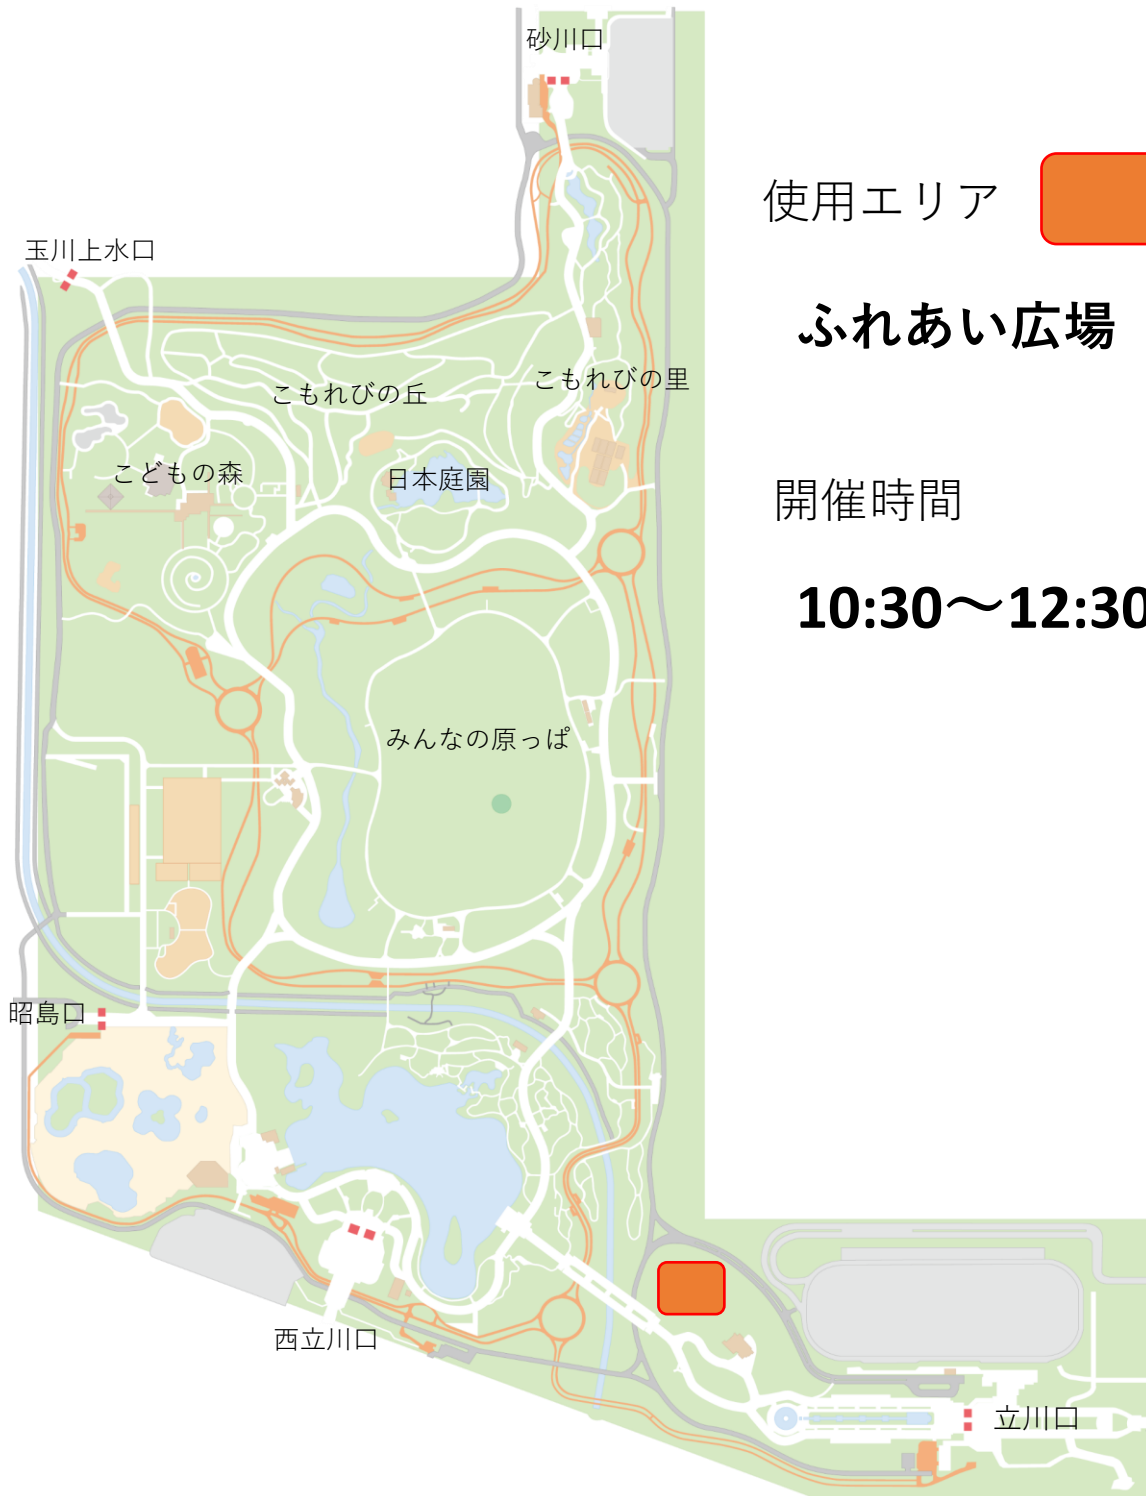 砂川口
使用エリア
玉川上水口
ふれあい広場
こもれびの里
こもれびの丘
こどもの森
日本庭園
開催時間
10:30～12:30
みんなの原っぱ
昭島口
西立川口
立川口